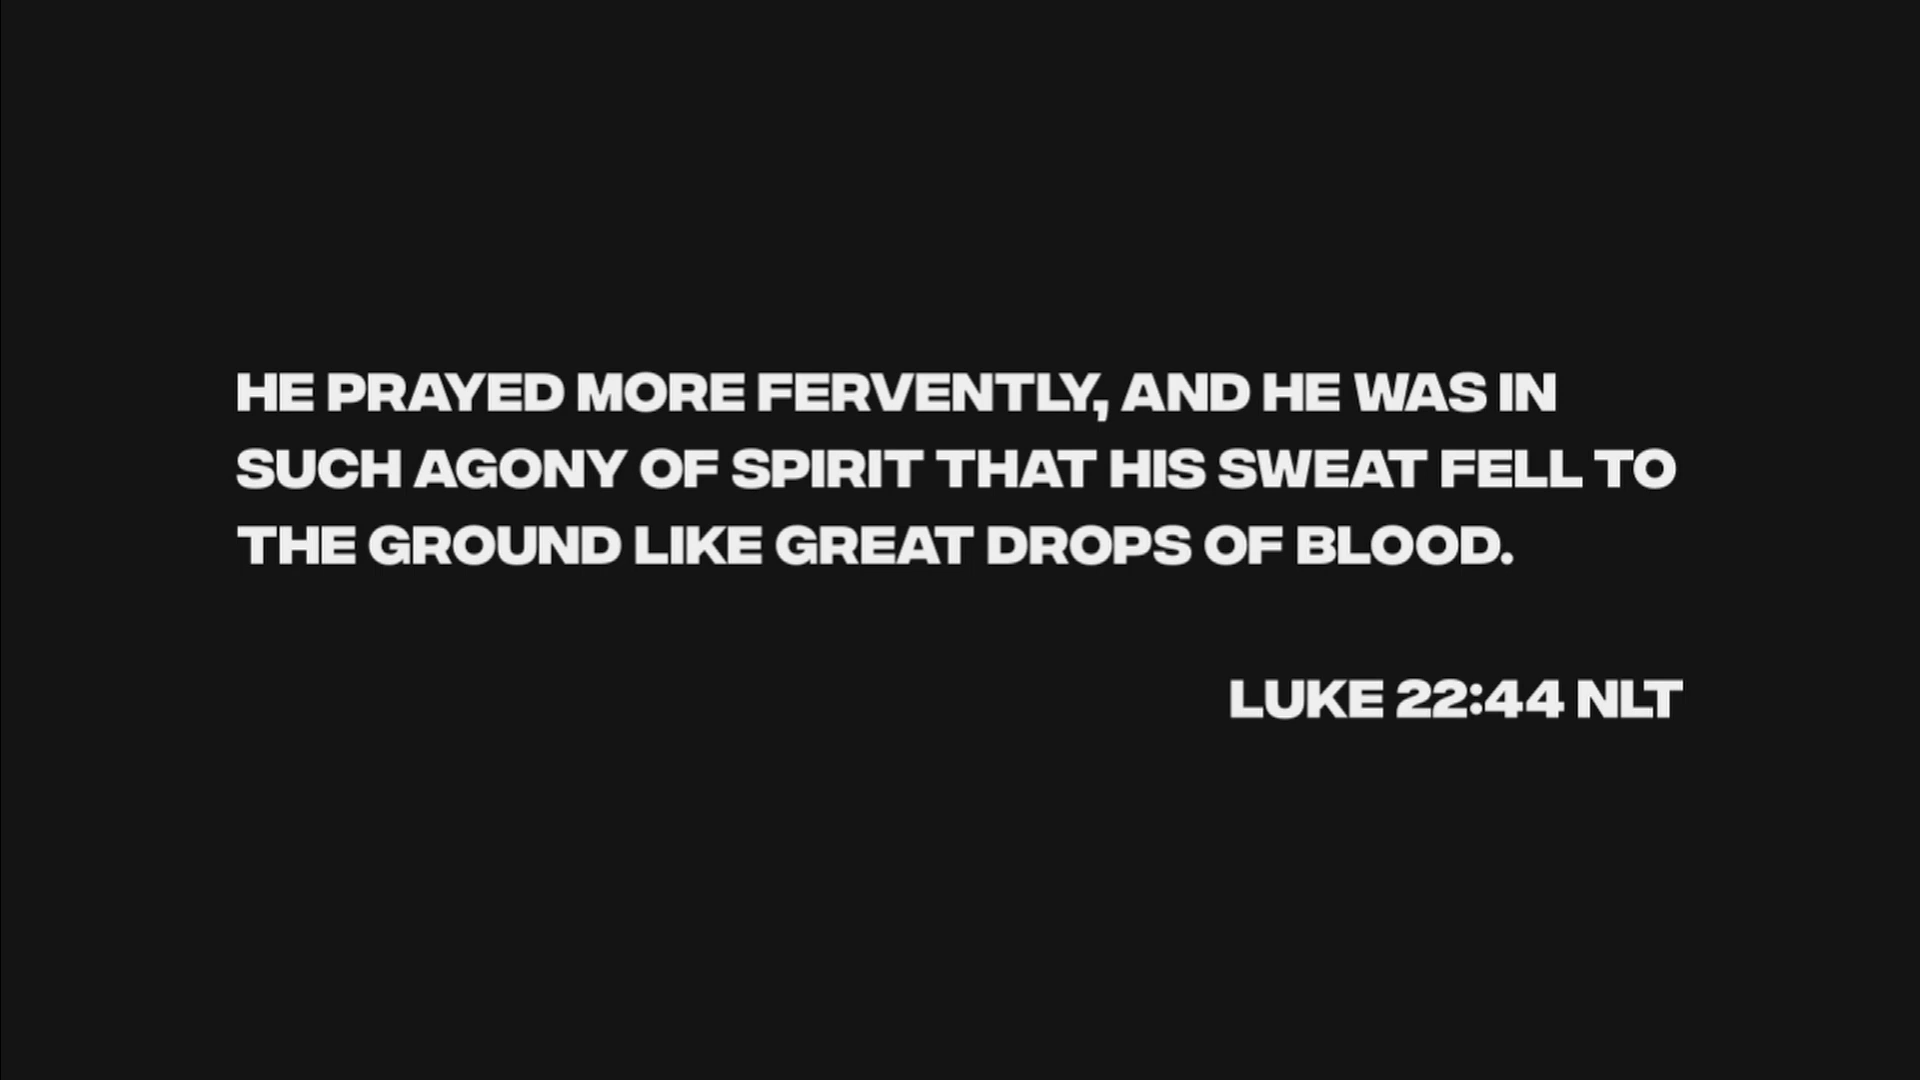 HE PRAYED MORE FERVENTLY, AND HE WAS IN
SUCH AGONY OF SPIRIT THAT HIS SWEAT FELL TO
THE GROUND LIKE GREAT DROPS OF BLOOD.
LUKE 22:44 NLT